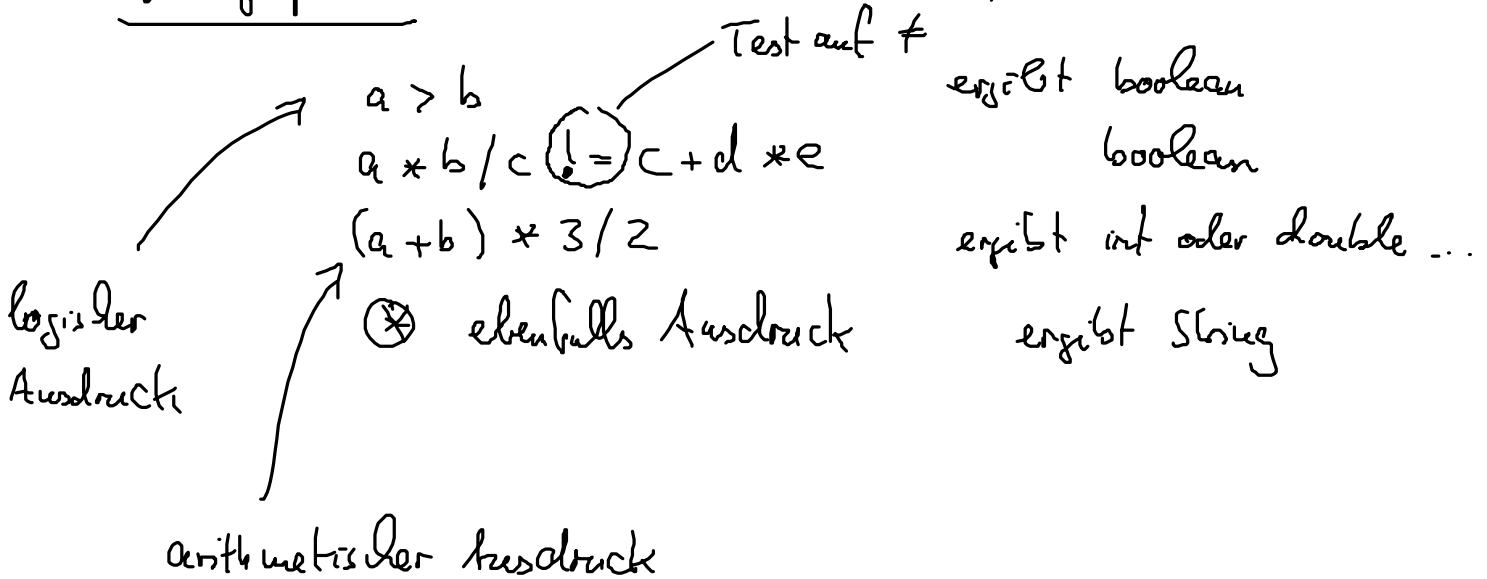 Test auf ≠
a > b ergibt boolean
a * b / c != c + d * e boolean
(a + b) * 3 / 2 ergibt int oder double ...
logischer
Ausdruck
⊛ ebenfalls Ausdruck ergibt String
arithmetischer Ausdruck